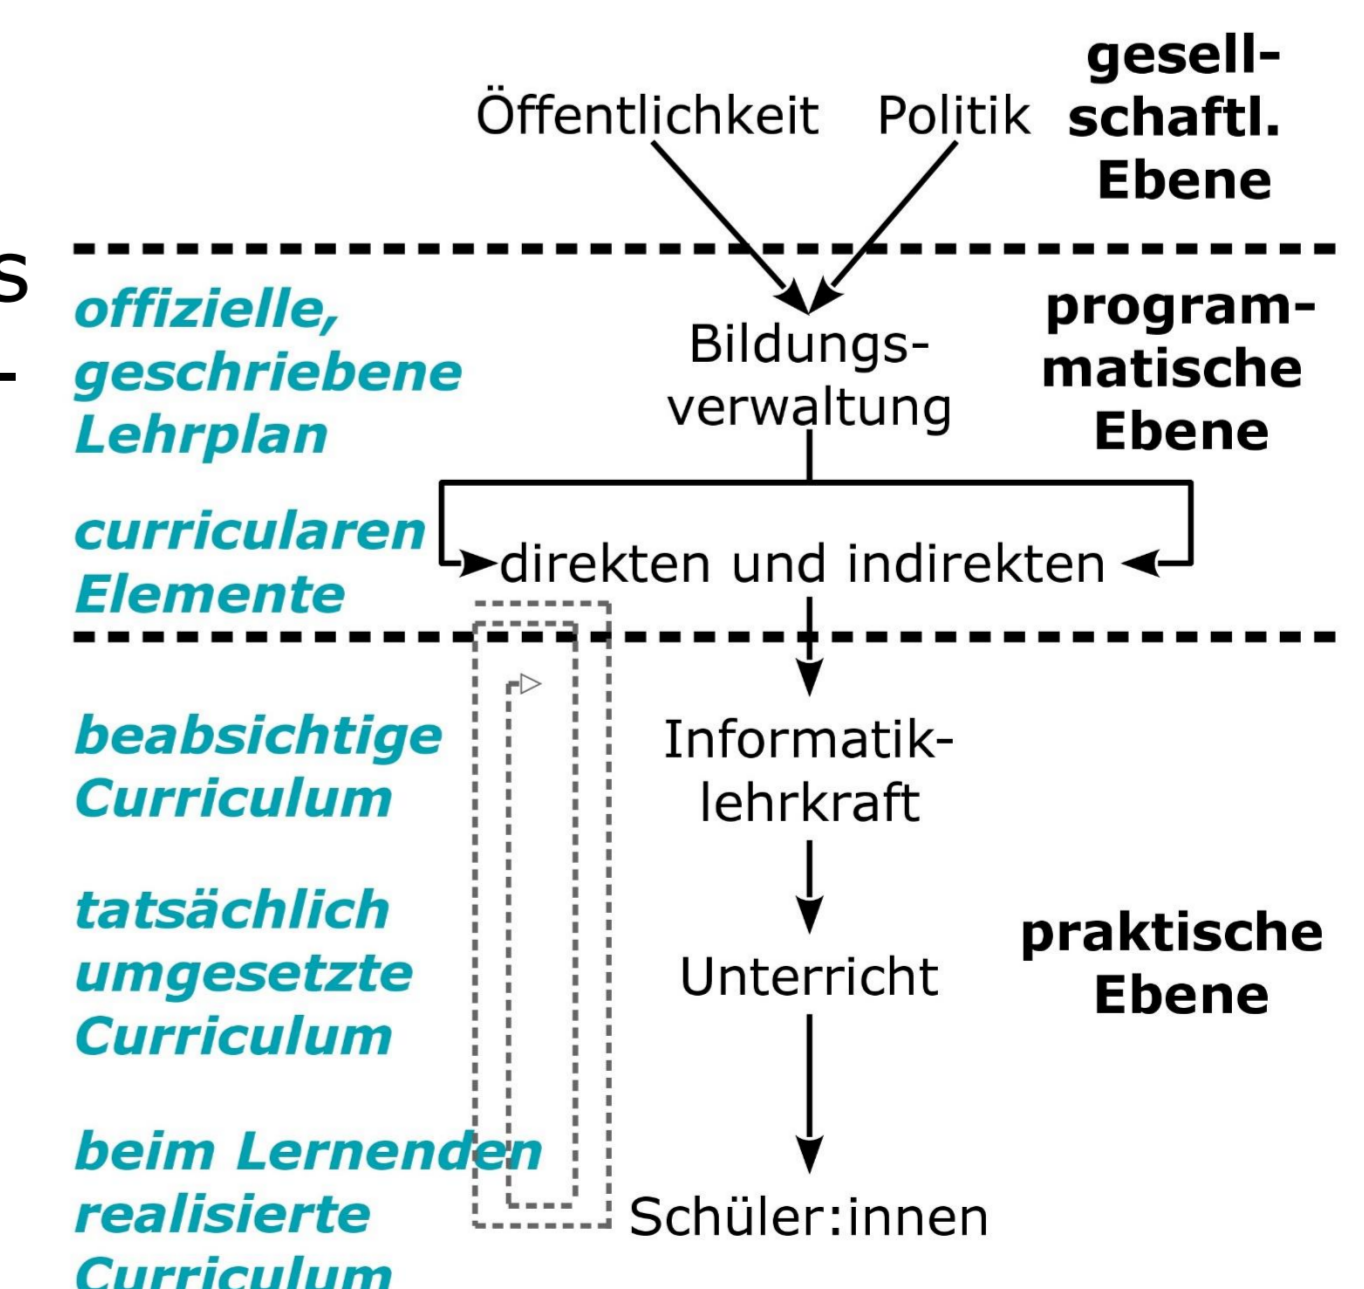 gesell-
Öffentlichkeit Politik schaftl.
Ebene
s
offizielle,
geschriebene
Lehrplan
-
Bildungs-
verwaltung
program-
matische
Ebene
curricularen
Elemente
direkten und indirekten
beabsichtige
Curriculum
Informatik-
lehrkraft
tatsächlich
umgesetzte
Curriculum
Unterricht
praktische
Ebene
beim Lernenden
realisierte
Curriculum
Schüler:innen